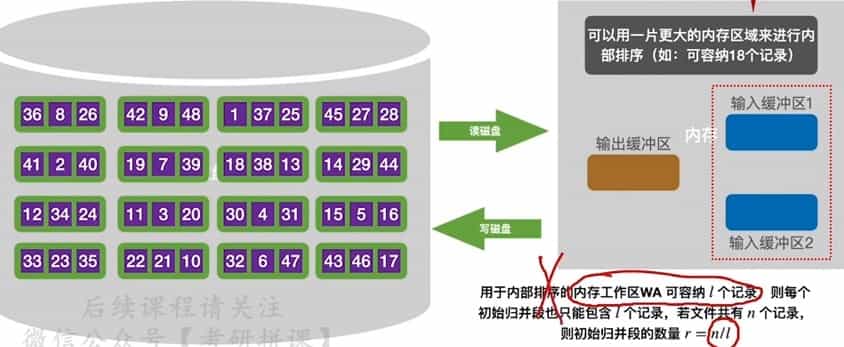 可以用一片更大的内存区域来进行内
部排序（如：可容纳18个记录）
36 8 26 42 9 48 1 37 25 45 27 28
41 2 40 19 7 39 18 38 13 14 29 44
12 34 24 11 3 20 30 4 31 15 5 16
33 23 35 22 21 10 32 6 47 43 46 17
读磁盘
写磁盘
输入缓冲区1
输出缓冲区
内存
输入缓冲区2
用于内部排序的内存工作区WA 可容纳 l 个记录，则每个
初始归并段也只能包含 l 个记录，若文件共有 n 个记录，
则初始归并段的数量 r = n/l
后续课程请关注
微信公众号【考研拼课】